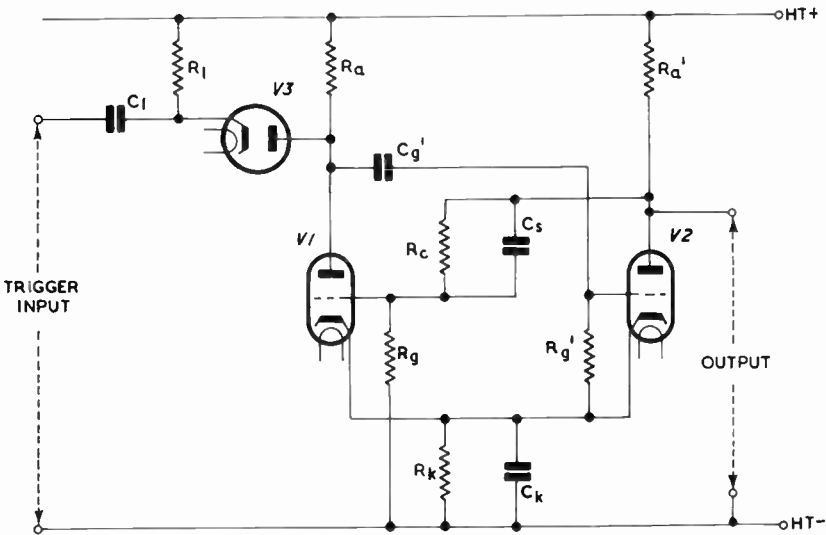 HT+
R1
V3
Ra
Ra'
C1
Cg'
Cs
V1
Rc
V2
TRIGGER
INPUT
Rg
Rg'
OUTPUT
Rk
Ck
HT-